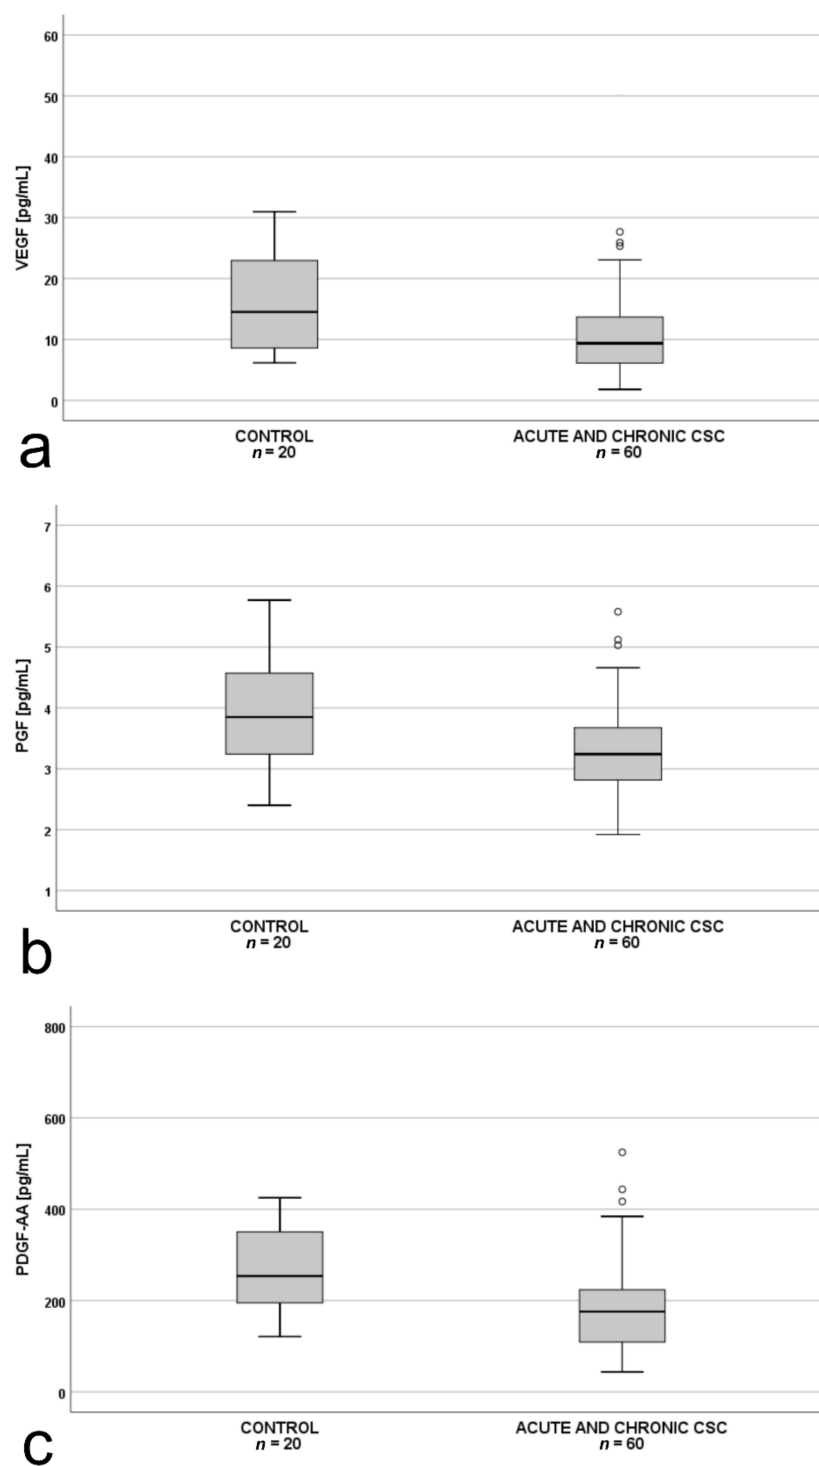 60
50
40
30
20
10
0
VEGF [pg/mL]
CONTROL
n = 20
ACUTE AND CHRONIC CSC
n = 60
a
7
6
5
4
3
2
1
PGF [pg/mL]
CONTROL
n = 20
ACUTE AND CHRONIC CSC
n = 60
b
800
600
400
200
0
PDGF-AA [pg/mL]
CONTROL
n = 20
ACUTE AND CHRONIC CSC
n = 60
c